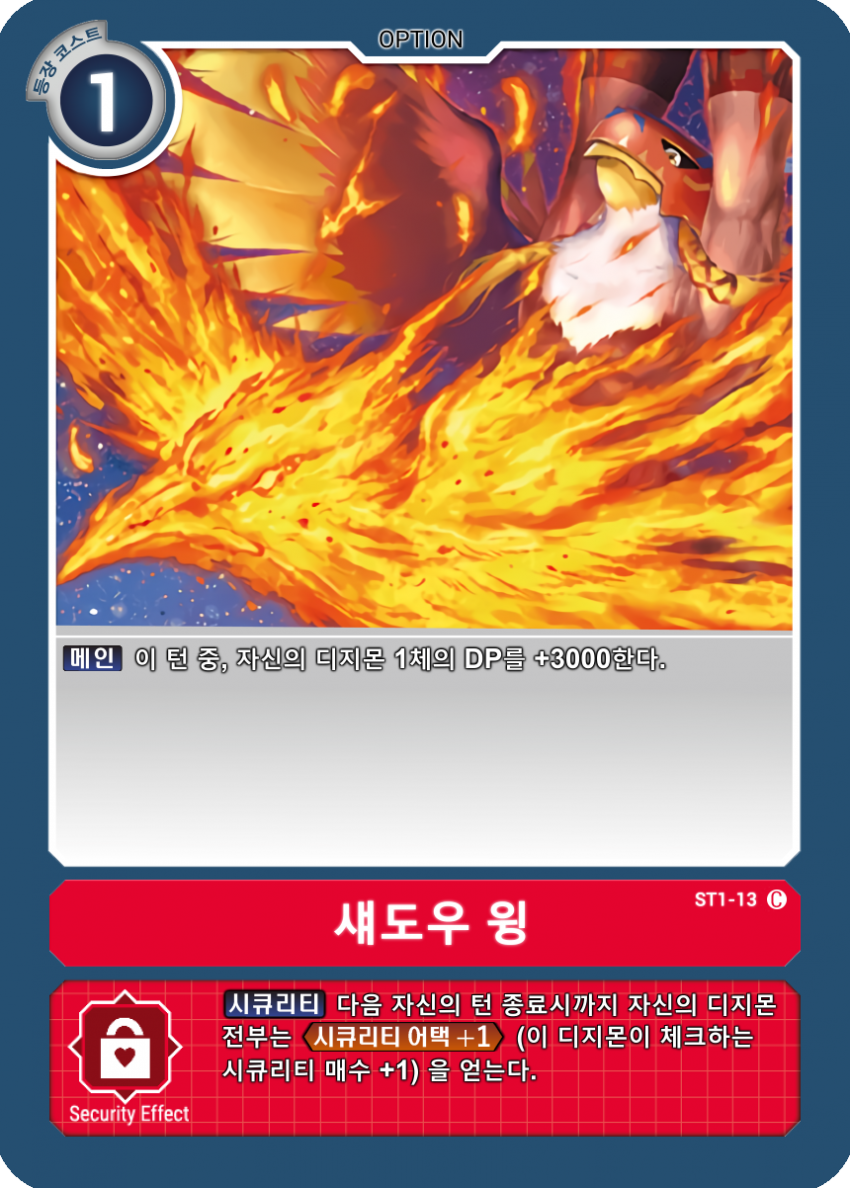 OPTION
등장 코스트
1
메인 이 턴 중, 자신의 디지몬 1체의 DP를 +3000한다.
ST1-13 C
섀도우 윙
시큐리티 다음 자신의 턴 종료시까지 자신의 디지몬
전부는 시큐리티 어택 +1 (이 디지몬이 체크하는
시큐리티 매수 +1) 을 얻는다.
Security Effect